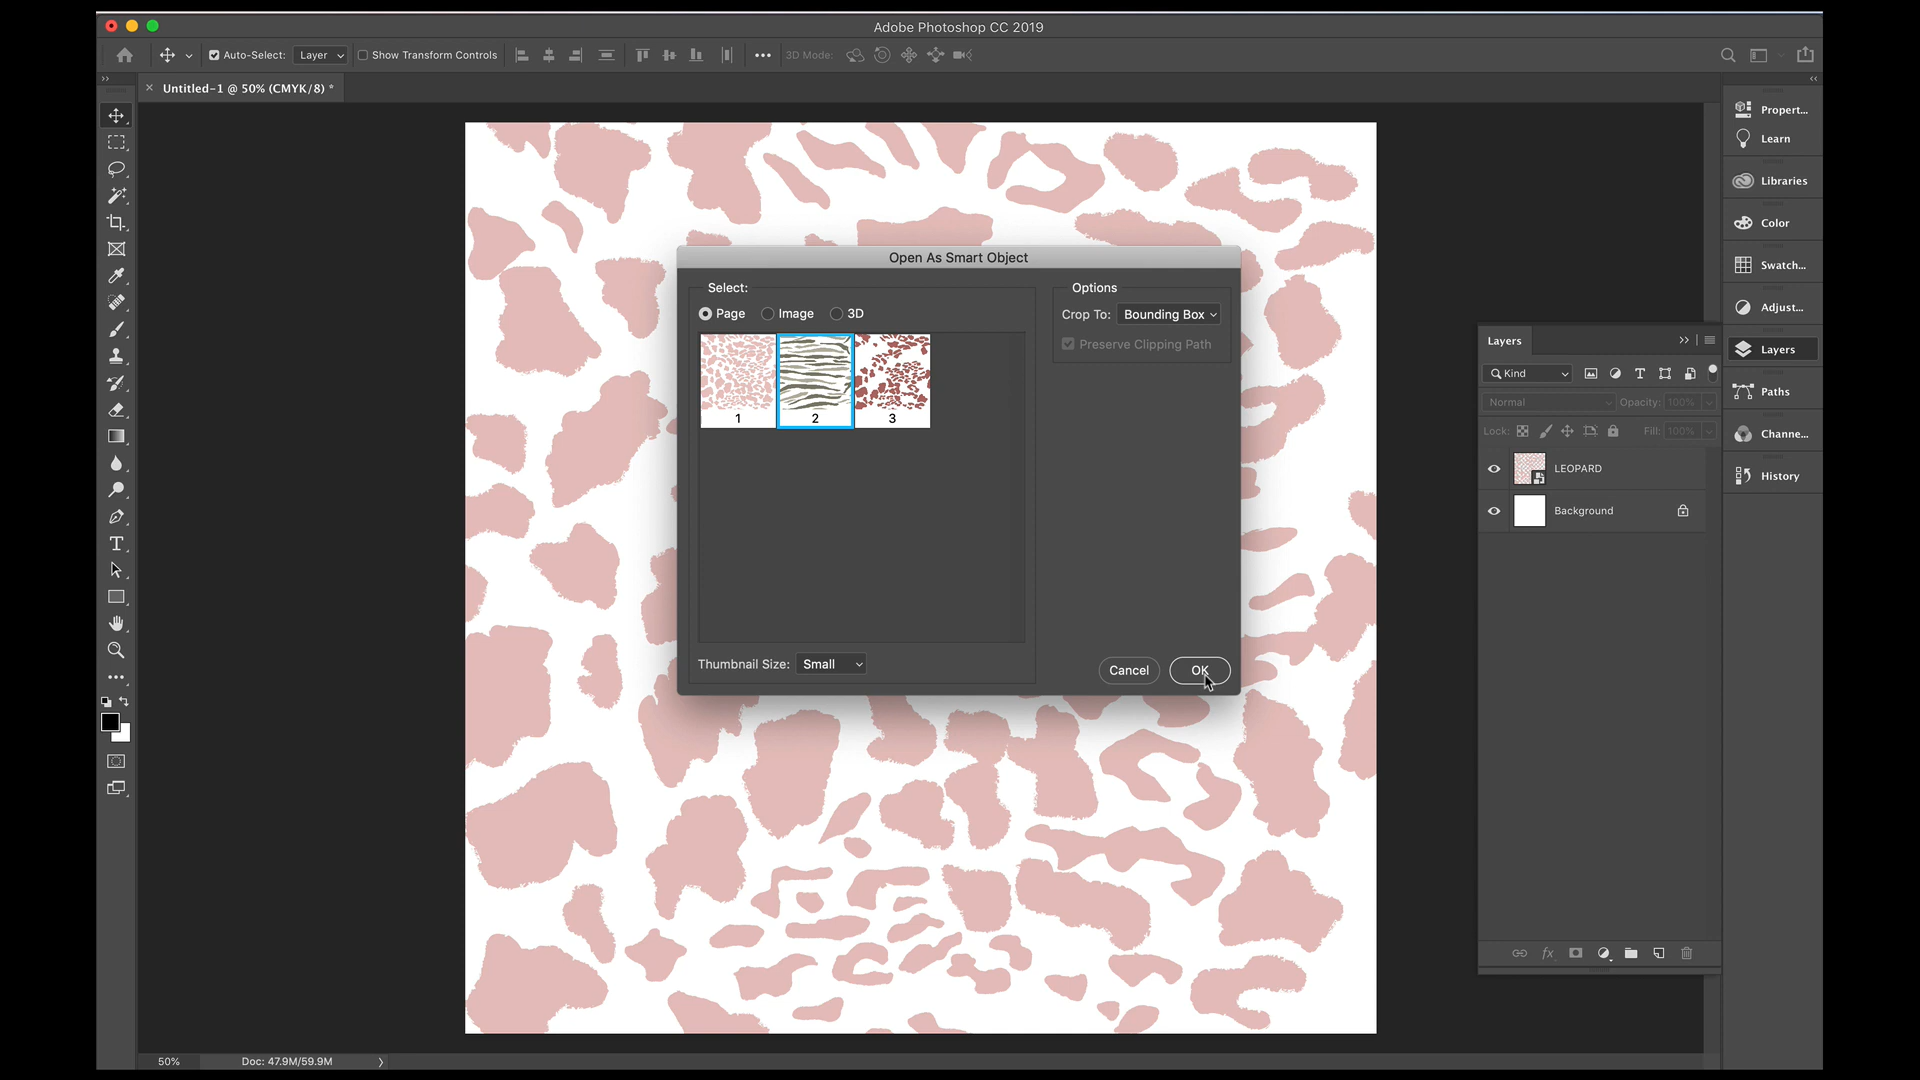 Adobe Photoshop CC 2019
Auto-Select:
Layer
Show Transform Controls
3D Mode:
Untitled-1 @ 50% (CMYK/8) *
Open As Smart Object
Select:
Page
Image
3D
1
2
3
Thumbnail Size:
Small
Options
Crop To:
Bounding Box
Preserve Clipping Path
Cancel
OK
Layers
Kind
Normal
Opacity:
100%
Lock:
Fill:
100%
LEOPARD
Background
fx
Propert...
Learn
Libraries
Color
Swatch...
Adjust...
Layers
Paths
Channe...
History
50%
Doc: 47.9M/59.9M